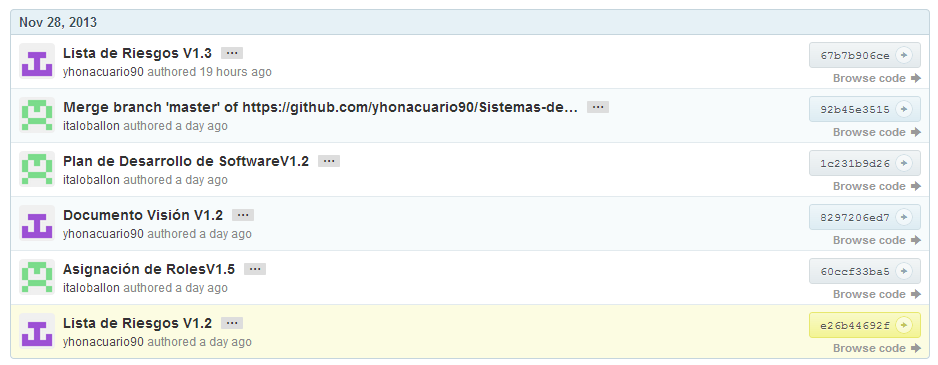 Nov 28, 2013
Lista de Riesgos V1.3 ...
yhonacuario90 authored 19 hours ago
67b7b906ce
Browse code
Merge branch 'master' of https://github.com/yhonacuario90/Sistemas-de... ...
italoballon authored a day ago
92b45e3515
Browse code
Plan de Desarrollo de SoftwareV1.2 ...
italoballon authored a day ago
1c231b9d26
Browse code
Documento Visión V1.2 ...
yhonacuario90 authored a day ago
8297206ed7
Browse code
Asignación de RolesV1.5 ...
italoballon authored a day ago
60ccf33ba5
Browse code
Lista de Riesgos V1.2 ...
yhonacuario90 authored a day ago
e26b44692f
Browse code